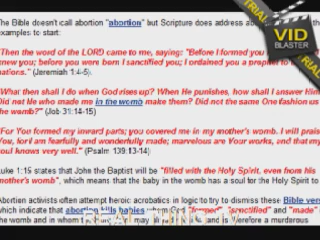 The Bible doesn't call abortion "abortion" but Scripture does address
examples to start:
TRIAL
VID
BLASTER
TRIAL
"Then the word of the LORD came to me, saying: "Before I formed you
knew you; before you were born I sanctified you; I ordained you a prophet to
nations." (Jeremiah 1:4-5).
"What then shall I do when God rises up? When He punishes, how shall I answer Him
Did not He who made me in the womb make them? Did not the same One fashion us
the womb?" (Job 31:14-15)
"For You formed my inward parts; you covered me in my mother's womb. I will praise
You, for I am fearfully and wonderfully made; marvelous are Your works, and that my
soul knows very well." (Psalm 139:13-14)
Luke 1:15 states that John the Baptist will be "filled with the Holy Spirit, even from his
mother's womb", which means that the baby in the womb has a soul for the Holy Spirit to
Abortion activists often attempt heroic acrobatics in logic to try to dismiss these Bible
which indicate that abortion kills babies whom God "formed", "sanctified" and "made"
the womb and in whom
and is therefore a murderous